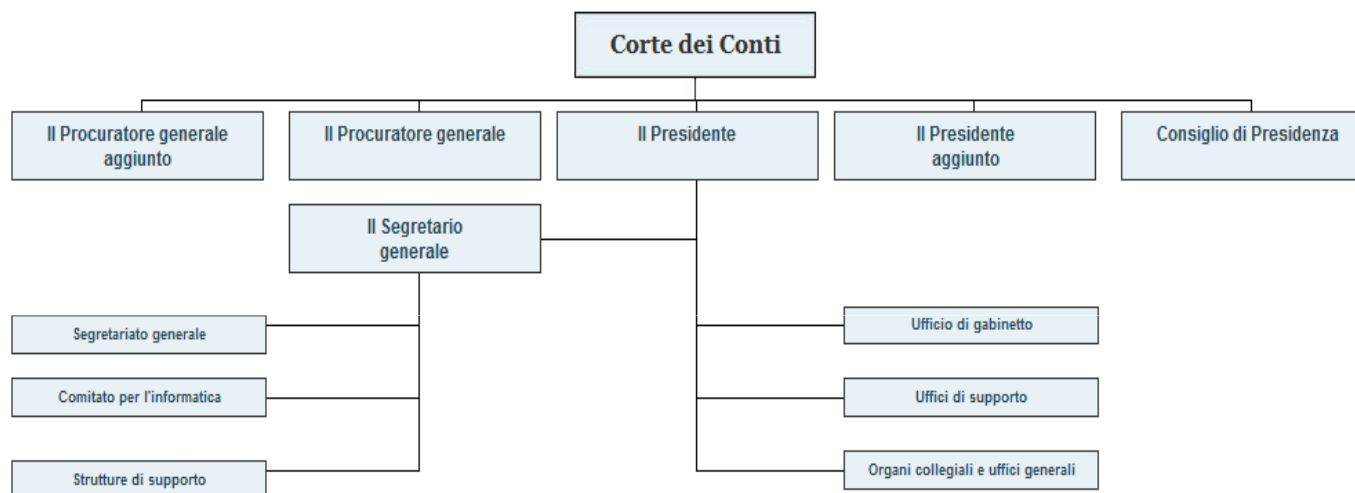 Corte dei Conti
Il Procuratore generale
aggiunto
Il Procuratore generale
Il Presidente
Il Presidente
aggiunto
Consiglio di Presidenza
Il Segretario
generale
Segretariato generale
Comitato per l'informatica
Strutture di supporto
Ufficio di gabinetto
Uffici di supporto
Organi collegiali e uffici generali